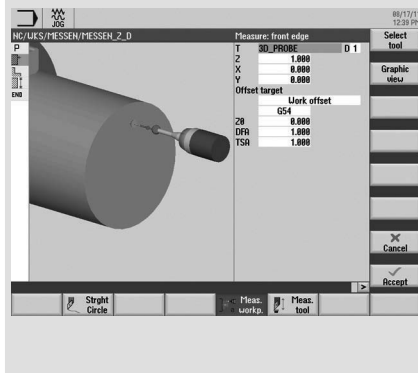 JOG
08/17/1
12:39 PM
NC/WKS/MESSEN/MESSEN_Z_D
Measure: front edge
Select
tool
P
T 3D_PROBE D 1
Z 1.000
X 0.000
Y 0.000
Graphic
view
END
Offset target
Work offset
G54
Z0 0.000
DFA 1.000
TSA 1.000
Cancel
Accept
>
Strght
Circle
Meas.
workp.
Meas.
tool